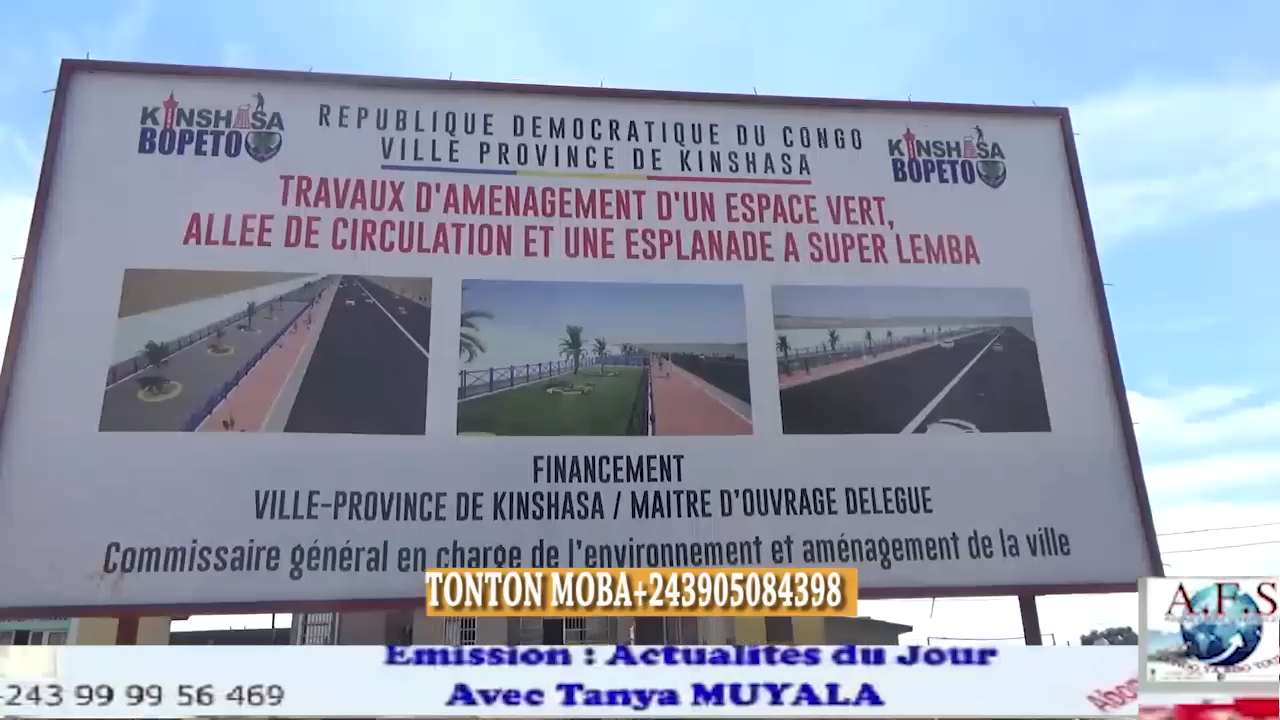 KINSHASA
BOPETO
REPUBLIQUE DEMOCRATIQUE DU CONGO
VILLE PROVINCE DE KINSHASA
KINSHASA
BOPETO
TRAVAUX D'AMENAGEMENT D'UN ESPACE VERT,
ALLEE DE CIRCULATION ET UNE ESPLANADE A SUPER LEMBA
FINANCEMENT
VILLE-PROVINCE DE KINSHASA / MAITRE D'OUVRAGE DELEGUE
Commissaire général en charge de l'environnement et aménagement de la ville
TONTON MOBA+243905084398
A.F.S
Emission : Actualités du Jour
-243 99 99 56 469
Avec Tanya MUYALA